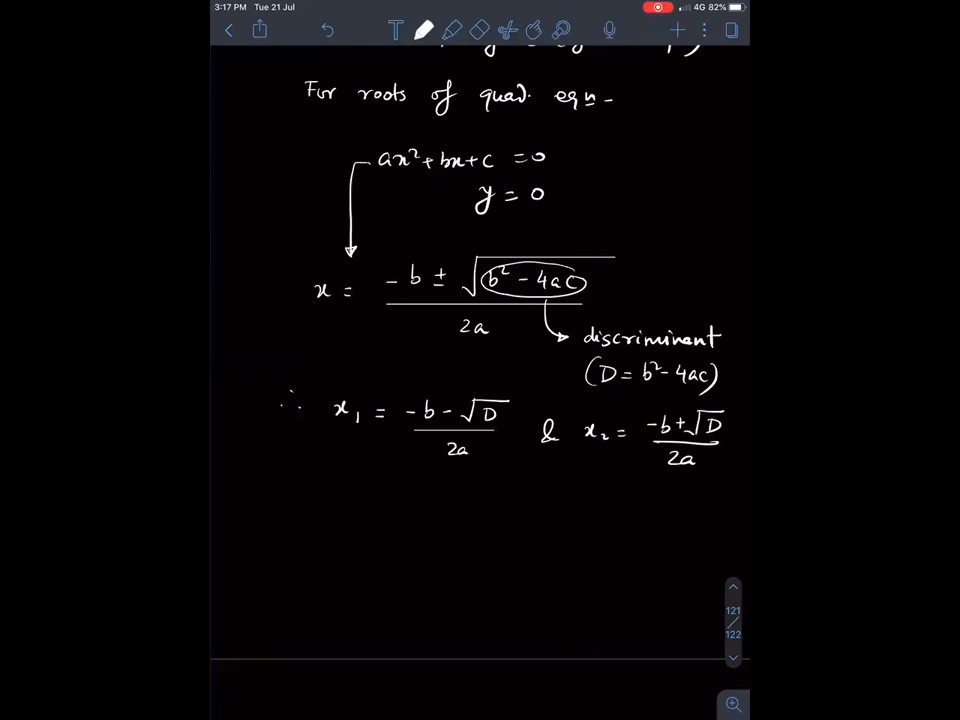 3:17 PM Tue 21 Jul
4G 82%
T
For roots of quad. eqn -
ax²+bx+c = 0
y = 0
x = -b ± √(b² - 4ac) / 2a
discriminant
(D = b² - 4ac)
∴ x₁ = -b - √D / 2a & x₂ = -b + √D / 2a
121
122